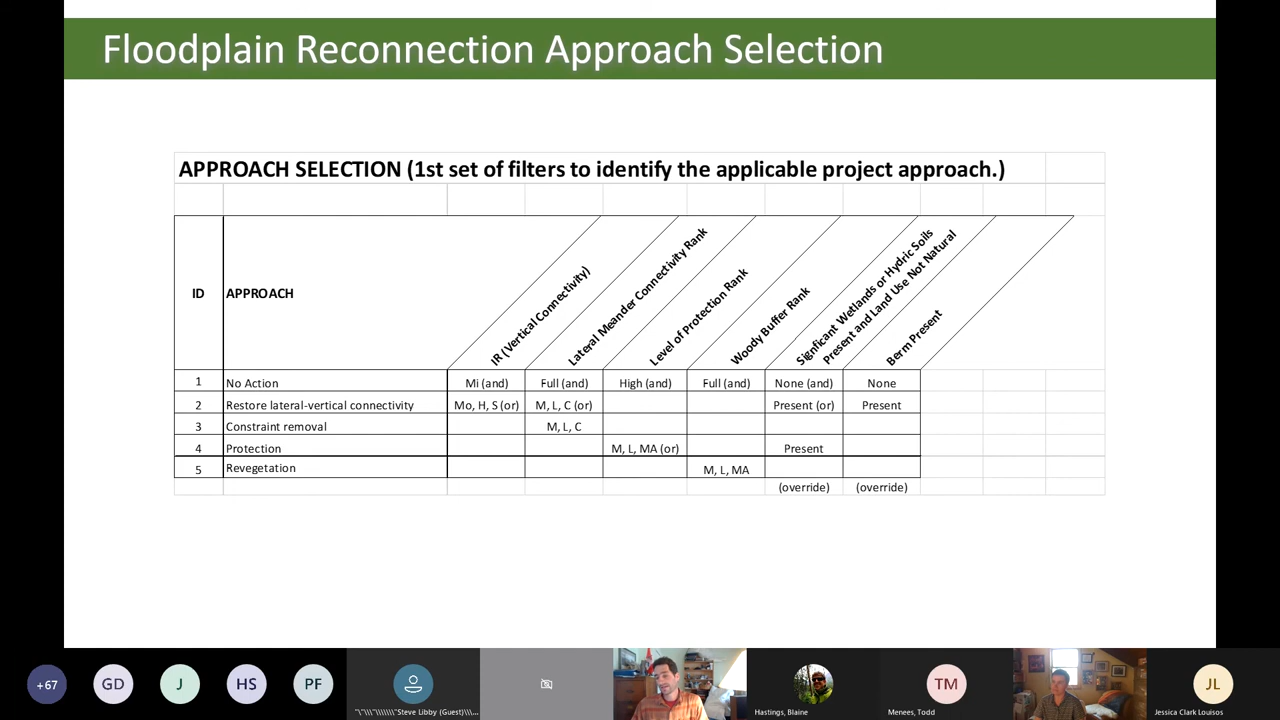 Floodplain Reconnection Approach Selection
APPROACH SELECTION (1st set of filters to identify the applicable project approach.)
ID APPROACH IR (Vertical Connectivity) Lateral Meander Connectivity Rank Level of Protection Rank Woody Buffer Rank Signficant Wetlands or Hydric Soils Present and Land Use Not Natural Berm Present
1 No Action Mi (and) Full (and) High (and) Full (and) None (and) None
2 Restore lateral-vertical connectivity Mo, H, S (or) M, L, C (or) Present (or) Present
3 Constraint removal M, L, C
4 Protection M, L, MA (or) Present
5 Revegetation M, L, MA
(override) (override)
+67 GD J HS PF TM JL
"\"\\\"\\\\\\\"Steve Libby (Guest)\\\... Hastings, Blaine Menees, Todd Jessica Clark Louisos